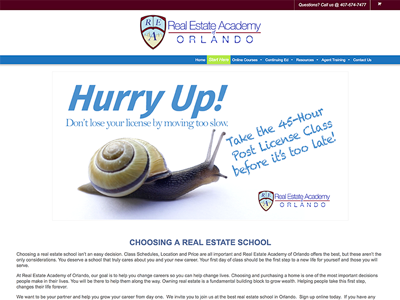 Questions? Call us @ 407-674-7477
R E
A
Real Estate Academy
of
ORLANDO
Home Start Here Online Courses Continuing Ed Resources Agent Training Contact Us
Hurry Up!
Don't lose your license by moving too slow.
Take the 45-Hour
Post License Class
before it's too late!
Real Estate Academy
of
ORLANDO
CHOOSING A REAL ESTATE SCHOOL
Choosing a real estate school isn't an easy decision. Class Schedules, Location and Price are all important and Real Estate Academy of Orlando offers the best, but these aren't the
only considerations. You deserve a school that truly cares about you and your new career. Your first day of class should be the first step to a new life for yourself and those you will
serve.
At Real Estate Academy of Orlando, our goal is to help you change careers so you can help change lives. Choosing and purchasing a home is one of the most important decisions
people make in their lives. You will be there to help them along the way. Owning real estate is a fundamental building block to grow wealth. Helping people take this first step,
changes their life forever.
We want to be your partner and help you grow your career from day one. We invite you to join us at the best real estate school in Orlando. Sign up online today. If you have any